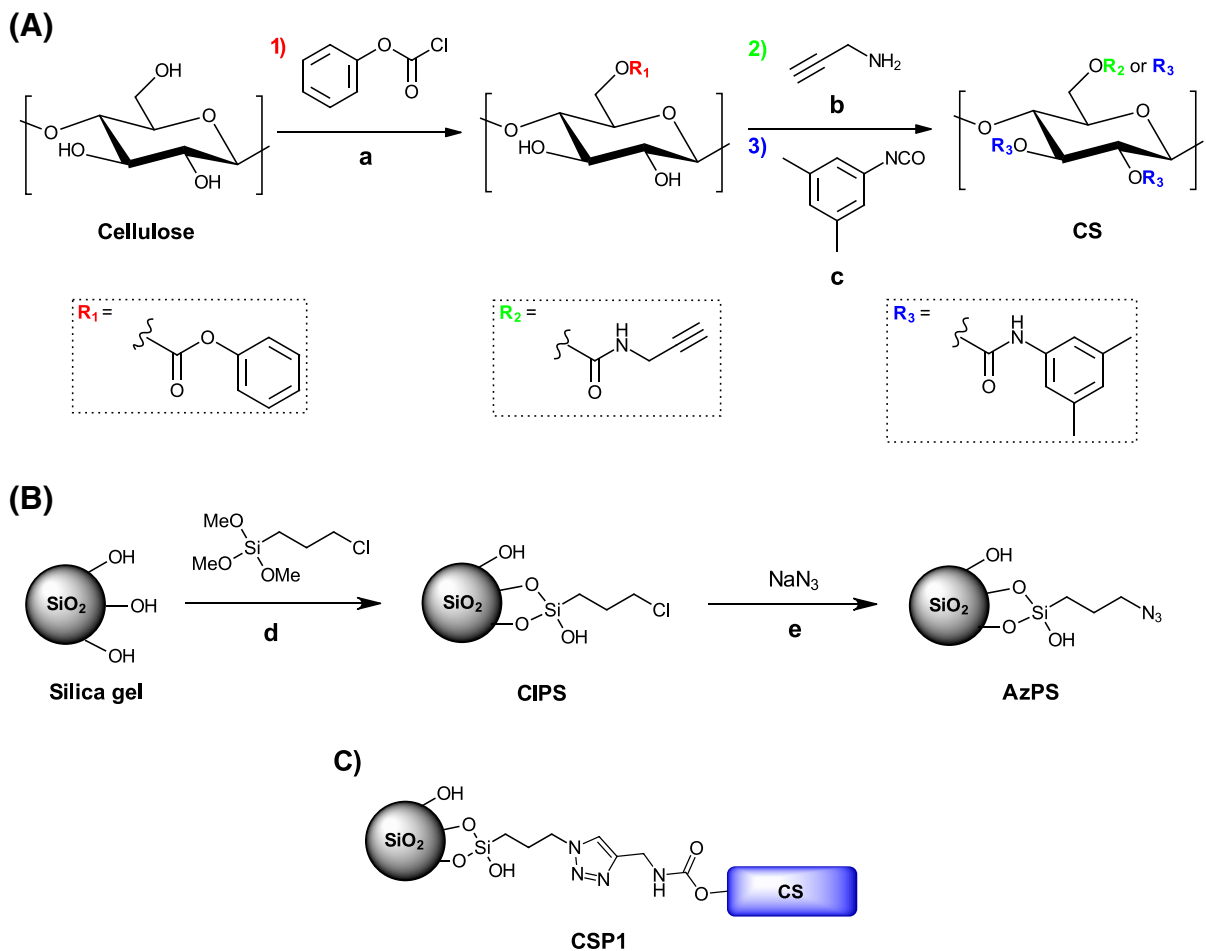 (A)
1)
O
Cl
O
OH
O
O
HO
OH
a
Cellulose
OR1
O
O
HO
OH
2)
NH2
b
3)
NCO
c
OR2 or R3
O
O
R3O
OR3
CS
R1 =
O
O
R2 =
H
N
O
R3 =
H
N
O
(B)
OH
SiO2
OH
OH
Silica gel
MeO
MeO
Si
OMe
Cl
d
OH
SiO2
O
O
Si
OH
Cl
ClPS
NaN3
e
OH
SiO2
O
O
Si
OH
N3
AzPS
C)
OH
SiO2
O
O
Si
OH
N
N
N
N
H
O
O
CS
CSP1